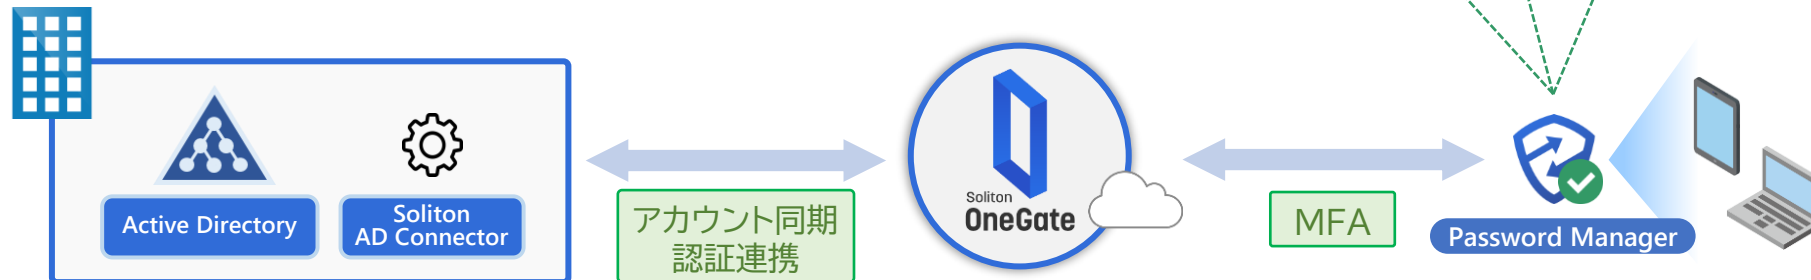 Active Directory
Soliton
AD Connector
アカウント同期
認証連携
Soliton
OneGate
MFA
Password Manager